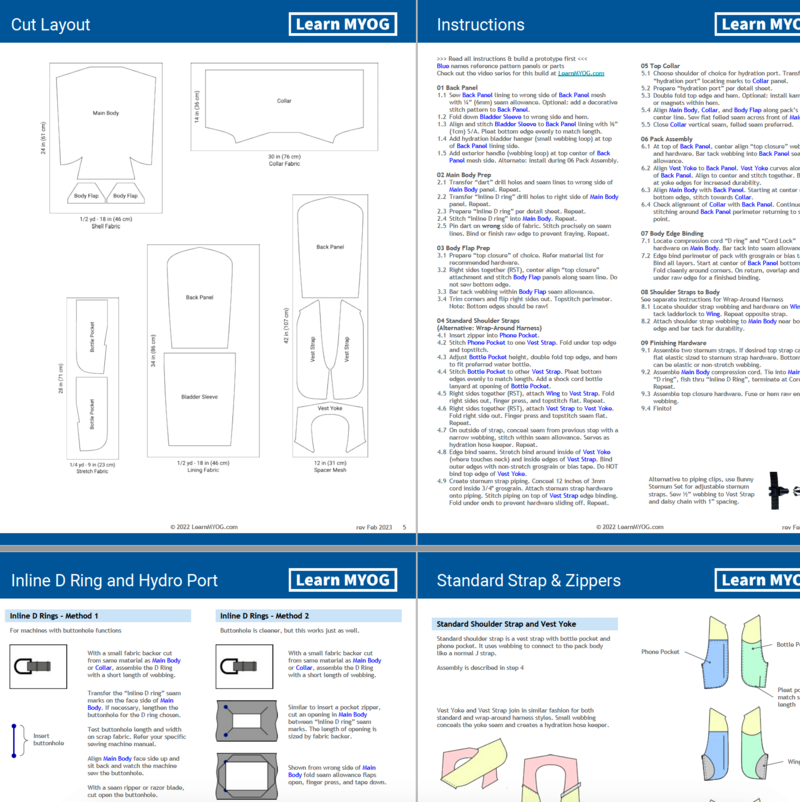 Cut Layout
Learn MYOG
Main Body
24 in (61 cm)
Body Flap
Body Flap
1/2 yd - 18 in (46 cm)
Shell Fabric
Collar
14 in (36 cm)
30 in (76 cm)
Collar Fabric
Back Panel
Bladder Sleeve
34 in (86 cm)
1/2 yd - 18 in (46 cm)
Lining Fabric
Bottle Pocket
Bottle Pocket
28 in (71 cm)
1/4 yd - 9 in (23 cm)
Stretch Fabric
Back Panel
Vest Strap
Vest Strap
Vest Yoke
42 in (107 cm)
12 in (31 cm)
Spacer Mesh
© 2022 LearnMYOG.com
rev Feb 2023 5
Instructions
Learn MYO
>>> Read all instructions & build a prototype first <<<
Blue names reference pattern panels or parts
Check out the video series for this build at LearnMYOG.com
01 Back Panel
1.1 Sew Back Panel lining to wrong side of Back Panel mesh
with ¼" (6mm) seam allowance. Optional: add a decorative
stitch pattern to Back Panel.
1.2 Fold down Bladder Sleeve to wrong side and hem.
1.3 Align and stitch Bladder Sleeve to Back Panel lining with ⅜"
(1cm) S/A. Pleat bottom edge evenly to match length.
1.4 Add hydration bladder hanger (small webbing loop) at top
of Back Panel lining side.
1.5 Add exterior handle (webbing loop) at top center of Back
Panel mesh side. Alternate: install during 06 Pack Assembly.
02 Main Body Prep
2.1 Transfer "dart" drill holes and seam lines to wrong side of
Main Body panel. Repeat.
2.2 Transfer "Inline D ring" drill holes to right side of Main Body
panel. Repeat.
2.3 Prepare "Inline D ring" per detail sheet. Repeat.
2.4 Stitch "Inline D ring" into Main Body. Repeat.
2.5 Pin dart on wrong side of fabric. Stitch precisely on seam
lines. Bind or finish raw edge to prevent fraying. Repeat.
03 Body Flap Prep
3.1 Prepare "top closure" of choice. Refer material list for
recommended hardware.
3.2 Right sides together (RST), center align "top closure"
attachment and stitch Body Flap panels along seam line. Do
not sew bottom edge.
3.3 Bar tack webbing within Body Flap seam allowance.
3.4 Trim corners and flip right sides out. Topstitch perimeter.
Note: Bottom edges should be raw!
04 Standard Shoulder Straps
(Alternative: Wrap-Around Harness)
4.1 Insert zipper into Phone Pocket.
4.2 Stitch Phone Pocket to one Vest Strap. Fold under top edge
and topstitch.
4.3 Adjust Bottle Pocket height, double fold top edge, and hem
to fit preferred water bottle.
4.4 Stitch Bottle Pocket to other Vest Strap. Pleat bottom
edges evenly to match length. Add a shock cord bottle
lanyard at opening of Bottle Pocket.
4.5 Right sides together (RST), attach Wing to Vest Strap. Fold
right sides out, finger press, and topstitch flat. Repeat.
4.6 Right sides together (RST), attach Vest Strap to Vest Yoke.
Fold right side out. Finger press and topstitch seam flat.
Repeat.
4.7 On outside of strap, conceal seam from previous step with a
narrow webbing, stitch within seam allowance. Serves as
hydration hose keeper. Repeat.
4.8 Edge bind seams. Stretch bind around inside of Vest Yoke
(where touches neck) and inside edges of Vest Strap. Bind
outer edges with non-stretch grosgrain or bias tape. Do NOT
bind top edge of Vest Yoke.
4.9 Create sternum strap piping. Conceal 12 inches of 3mm
cord inside 3/4" grosgrain. Attach sternum strap hardware
onto piping. Stitch piping on top of Vest Strap edge binding.
Fold under ends to prevent hardware sliding off. Repeat.
05 Top Collar
5.1 Choose shoulder of choice for hydration port. Transf
"hydration port" locating marks to Collar.
5.2 Prepare "hydration port" per detail sheet.
5.3 Double fold top edge and hem. Optional: install kam
or magnets within hem.
5.4 Align Main Body, Collar, and Body Flap along pack's
center line. Sew flat felled seam across front of Mai
5.5 Close Collar vertical seam, felled seam preferred.
06 Pack Assembly
6.1 At top of Back Panel, center align "top closure" web
and hardware. Bar tack webbing into Back Panel sea
allowance.
6.2 Align Vest Yoke to Back Panel. Vest Yoke curves alon
of Back Panel. Align to center and stitch together. B
at yoke edges for increased durability.
6.3 Align Main Body with Back Panel. Starting at center o
bottom edge, stitch towards Collar.
6.4 Check alignment of Collar with Back Panel. Continue
stitching around Back Panel perimeter returning to s
point.
07 Body Edge Binding
7.1 Locate compression cord "D ring" and "Cord Lock"
hardware on Main Body. Bar tack into seam allowanc
7.2 Edge bind perimeter of pack with grosgrain or bias t
Bind all layers. Start at center of Back Panel bottom
Fold cleanly around corners. On return, overlap and
under raw edge for a finished binding.
08 Shoulder Straps to Body
See separate instructions for Wrap-Around Harness
8.1 Locate shoulder strap webbing and hardware on Win
tack ladderlock to Wing. Repeat opposite strap.
8.2 Attach shoulder strap webbing to Main Body near bo
edge and bar tack for durability.
09 Finishing Hardware
9.1 Assemble two sternum straps. If desired top strap ca
flat elastic sized to sternum strap hardware. Bottom
can be elastic or non-stretch webbing.
9.2 Assemble Main Body compression cord. Tie into Main
"D ring", fish thru "Inline D Ring", terminate at Cord
Repeat.
9.3 Assemble top closure hardware. Fuse or hem raw en
webbing.
9.4 Finito!
Alternative to piping clips, use Bunny
Sternum Set for adjustable sternum
straps. Sew ½" webbing to Vest Strap
and daisy chain with 1" spacing.
© 2022 LearnMYOG.com
rev Fe
Inline D Ring and Hydro Port
Learn MYOG
Inline D Rings - Method 1
For machines with buttonhole functions
With a small fabric backer cut
from same material as Main Body
or Collar, assemble the D Ring
with a short length of webbing.
Transfer the "Inline D ring" seam
marks on the face side of Main
Body. If necessary, lengthen the
buttonhole for the D ring chosen.
Insert
buttonhole
Test buttonhole length and width
on scrap fabric. Refer your specific
sewing machine manual.
Align Main Body face side up and
sit back and watch the machine
sew the buttonhole.
With a seam ripper or razor blade,
cut open the buttonhole.
Inline D Rings - Method 2
Buttonhole is cleaner, but this works just as well.
With a small fabric backer cut
from same material as Main Body
or Collar, assemble the D Ring
with a short length of webbing.
Similar to insert a pocket zipper,
cut an opening in Main Body
between "Inline D ring" seam
marks. The length of opening is
sized by fabric backer.
Shown from wrong side of Main
Body fold seam allowance flaps
open, finger press, and tape down.
Standard Strap & Zippers
Learn MYO
Standard Shoulder Strap and Vest Yoke
Standard shoulder strap is a vest strap with bottle pocket and
phone pocket. It uses webbing to connect to the pack body
like a normal J strap.
Assembly is described in step 4
Vest Yoke and Vest Strap join in similar fashion for both
standard and wrap-around harness styles. Small webbing
conceals the yoke seam and creates a hydration hose keeper.
Phone Pocket
Bottle P
Pleat po
match s
length
Wing